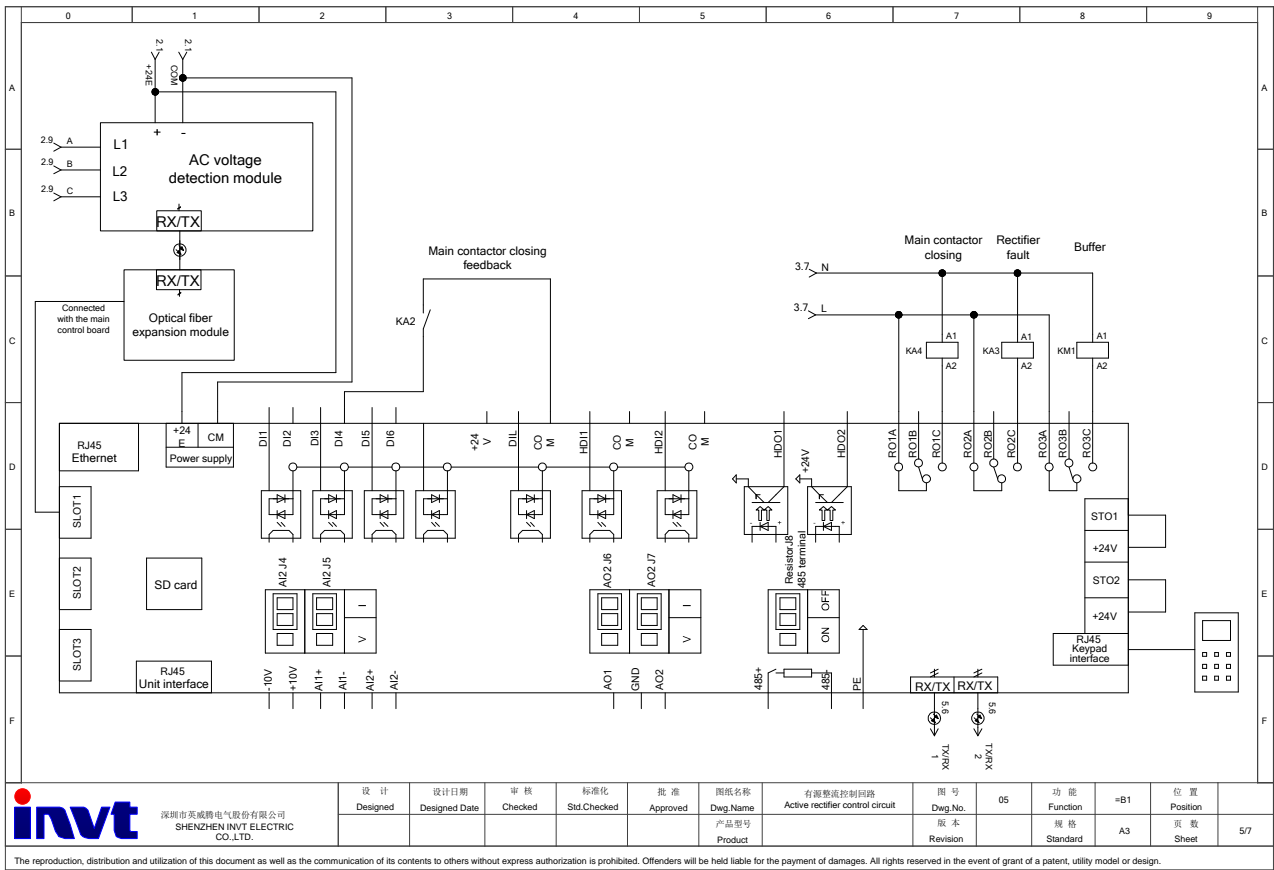 0 1 2 3 4 5 6 7 8 9
2.1 2.1
+24E COM
A A
+ -
2.9 A L1
2.9 B L2
2.9 C L3
AC voltage
detection module
RX/TX
B B
Main contactor closing
feedback
Main contactor
closing
Rectifier
fault
Buffer
3.7 N
3.7 L
RX/TX
Optical fiber
expansion module
Connected
with the main
control board
KA2
C C
KA4 A1 A2
KA3 A1 A2
KM1 A1 A2
RJ45
Ethernet
+24
E
CM
Power supply
DI1 DI2 DI3 DI4 DI5 DI6 +24
V
DIL CO
M
HDI1 CO
M
HDI2 CO
M
HDO1 +24V HDO2
RO1A RO1B RO1C RO2A RO2B RO2C RO3A RO3B RO3C
D D
- + - +
SLOT1
STO1
+24V
STO2
+24V
SLOT2
SD card
AI2 J4 AI2 J5
I
V
AO2 J6 AO2 J7
I
V
Resistor J8
485 terminal
OFF
ON
E E
SLOT3
RJ45
Unit interface
RJ45
Keypad
interface
-10V +10V AI1+ AI1- AI2+ AI2-
AO1 GND AO2
485+ 485- PE
RX/TX RX/TX
5.6 5.6
TX/RX
1
TX/RX
2
F F
invt
深圳市英威腾电气股份有限公司
SHENZHEN INVT ELECTRIC
CO.,LTD.
设 计
Designed
设计日期
Designed Date
审 核
Checked
标准化
Std.Checked
批 准
Approved
图纸名称
Dwg.Name
有源整流控制回路
Active rectifier control circuit
图 号
Dwg.No.
05
功 能
Function
=B1
位 置
Position
产品型号
Product
版 本
Revision
规 格
Standard
A3
页 数
Sheet
5/7
The reproduction, distribution and utilization of this document as well as the communication of its contents to others without express authorization is prohibited. Offenders will be held liable for the payment of damages. All rights reserved in the event of grant of a patent, utility model or design.